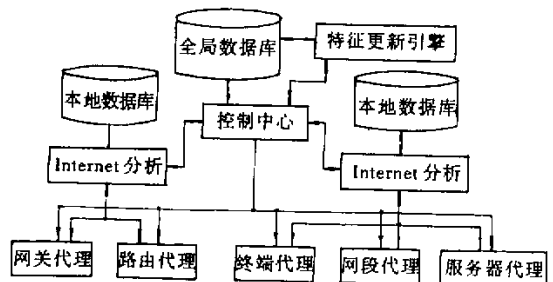 全局数据库
特征更新引擎
本地数据库
本地数据库
控制中心
Internet 分析
Internet 分析
网关代理
路由代理
终端代理
网段代理
服务器代理